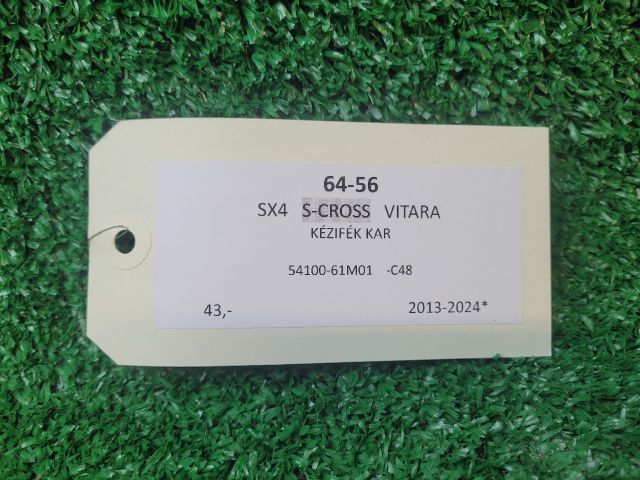 64-56
SX4 S-CROSS VITARA
KÉZIFÉK KAR
54100-61M01 -C48
43,- 2013-2024*